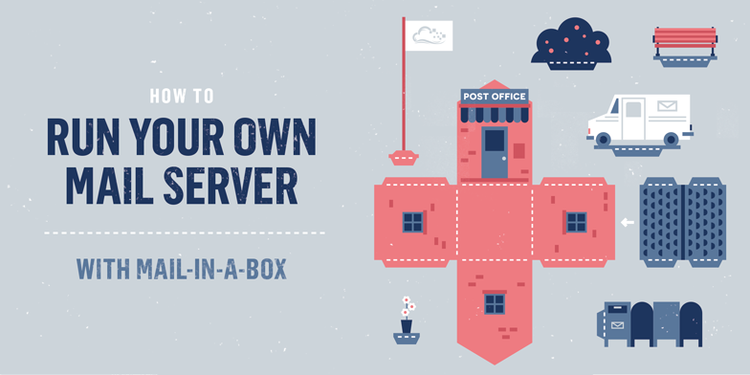 HOW TO
RUN YOUR OWN
MAIL SERVER
WITH MAIL-IN-A-BOX
POST OFFICE